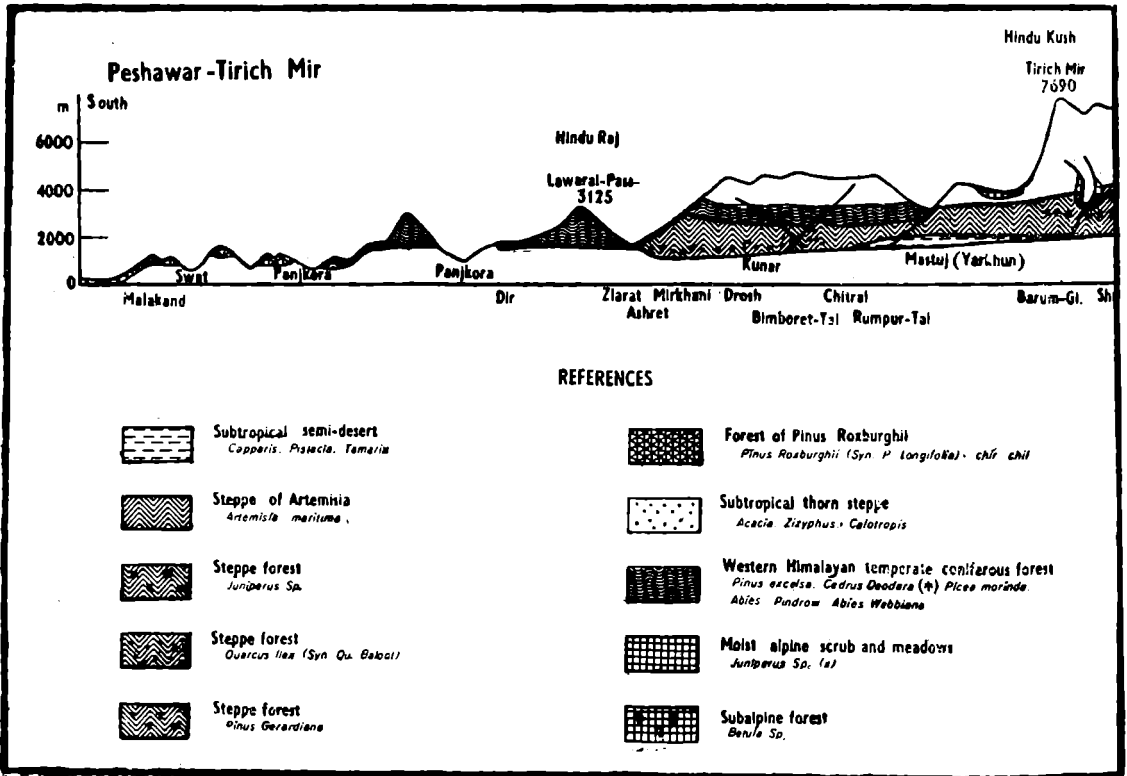 Peshawar-Tirich Mir
Hindu Kush
Tirich Mir
7690
m South
6000
4000
2000
0
Hindu Raj
Lawarai-Pass
3125
Swat
Panjkora
Panjkora
Kunar
Mastuj (Yarkhun)
Malakand
Dir
Ziarat
Ashret
Mirkhani
Drosh
Bimboret-Tal
Chitral
Rumpur-Tal
Barum-Gl.
Sh
REFERENCES
Subtropical semi-desert
Capparis. Pistacia. Tamarix
Steppe of Artemisia
Artemisia maritima
Steppe forest
Juniperus Sp.
Steppe forest
Quercus Ilex (Syn Qu. Baloot)
Steppe forest
Pinus Gerardiana
Forest of Pinus Roxburghii
Pinus Roxburghii (Syn P. Longifolia) - chir chil
Subtropical thorn steppe
Acacia. Zizyphus. Calotropis
Western Himalayan temperate coniferous forest
Pinus excelsa. Cedrus Deodara (*) Picea morinda.
Abies Pindrow Abies Webbiana
Moist alpine scrub and meadows
Juniperus Sp. (a)
Subalpine forest
Betula Sp.